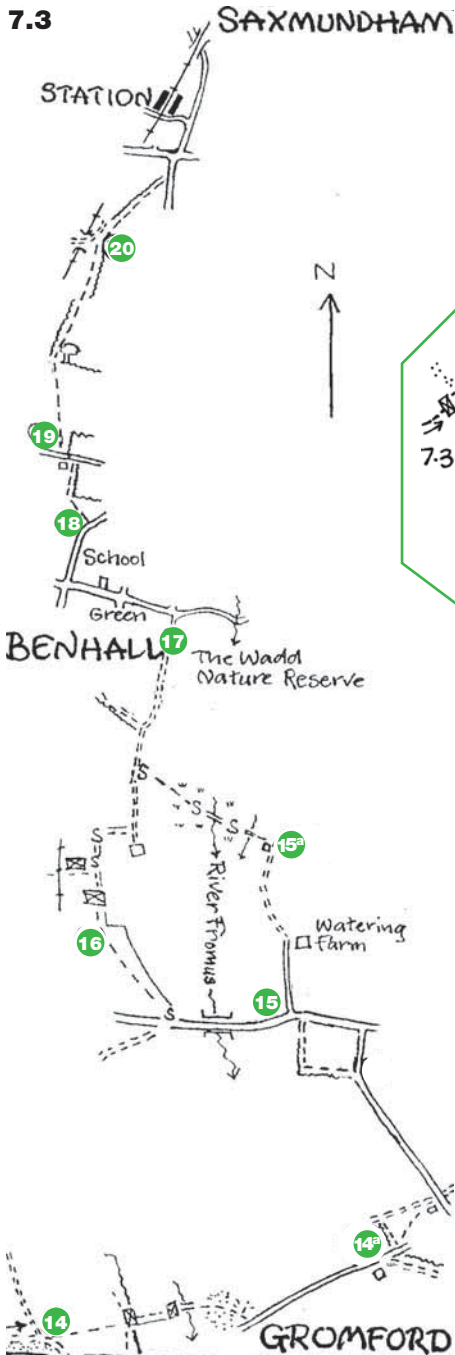 7.3
SAXMUNDHAM
STATION
20
N
7.3
19
18
School
Green
BENHALL
17
The Wadd
Nature Reserve
S
S
S
S
S
15a
River Fromus
Watering
Farm
16
15
S
14a
14
GROMFORD